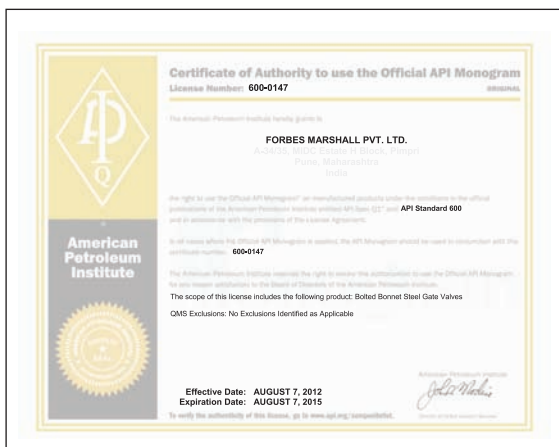 Certificate of Authority to use the Official API Monogram
License Number: 600-0147
ORIGINAL
The American Petroleum Institute hereby grants to
FORBES MARSHALL PVT. LTD.
A-34/35, MIDC Estate H Block, Pimpri
Pune, Maharashtra
India
the right to use the Official API Monogram® on manufactured products under the conditions in the official
publications of the American Petroleum Institute entitled API Spec Q1® and API Standard 600
and in accordance with the provisions of the License Agreement.
In all cases where the Official API Monogram is applied, the API Monogram should be used in conjunction with this
certificate number: 600-0147
The American Petroleum Institute reserves the right to revoke this authorization to use the Official API Monogram
for any reason satisfactory to the Board of Directors of the American Petroleum Institute.
The scope of this license includes the following product: Bolted Bonnet Steel Gate Valves
QMS Exclusions: No Exclusions Identified as Applicable
American
Petroleum
Institute
American Petroleum Institute
Effective Date: AUGUST 7, 2012
Expiration Date: AUGUST 7, 2015
To verify the authenticity of this license, go to www.api.org/compositelist.